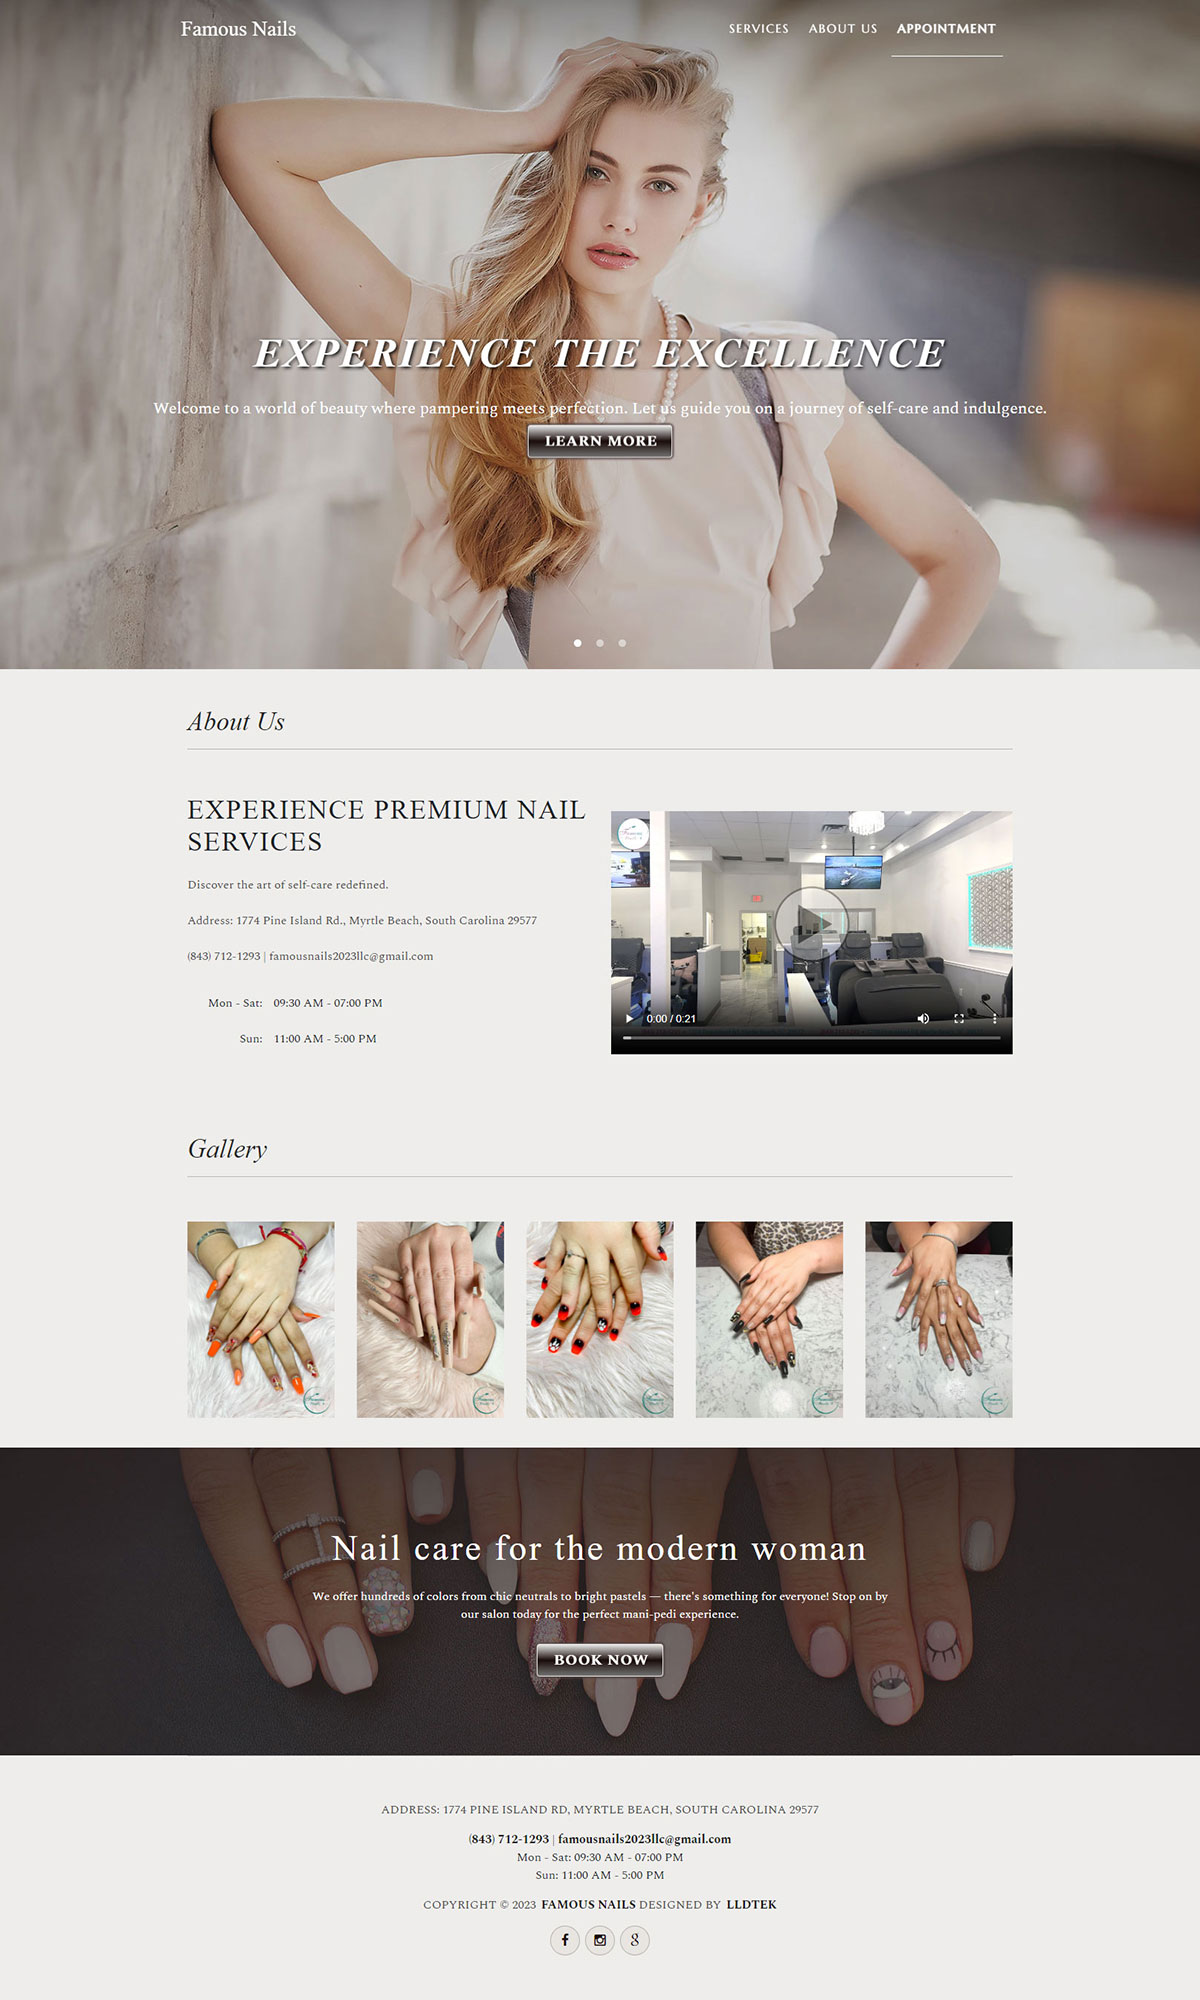 Famous Nails
SERVICES ABOUT US APPOINTMENT
EXPERIENCE THE EXCELLENCE
Welcome to a world of beauty where pampering meets perfection. Let us guide you on a journey of self-care and indulgence.
LEARN MORE
About Us
EXPERIENCE PREMIUM NAIL
SERVICES
Discover the art of self-care redefined.
Address: 1774 Pine Island Rd., Myrtle Beach, South Carolina 29577
(843) 712-1293 | famousnails2023llc@gmail.com
Mon - Sat: 09:30 AM - 07:00 PM
Sun: 11:00 AM - 5:00 PM
0:00 / 0:21
Gallery
Nail care for the modern woman
We offer hundreds of colors from chic neutrals to bright pastels — there's something for everyone! Stop on by
our salon today for the perfect mani-pedi experience.
BOOK NOW
ADDRESS: 1774 PINE ISLAND RD, MYRTLE BEACH, SOUTH CAROLINA 29577
(843) 712-1293 | famousnails2023llc@gmail.com
Mon - Sat: 09:30 AM - 07:00 PM
Sun: 11:00 AM - 5:00 PM
COPYRIGHT © 2023 FAMOUS NAILS DESIGNED BY LLDTEK